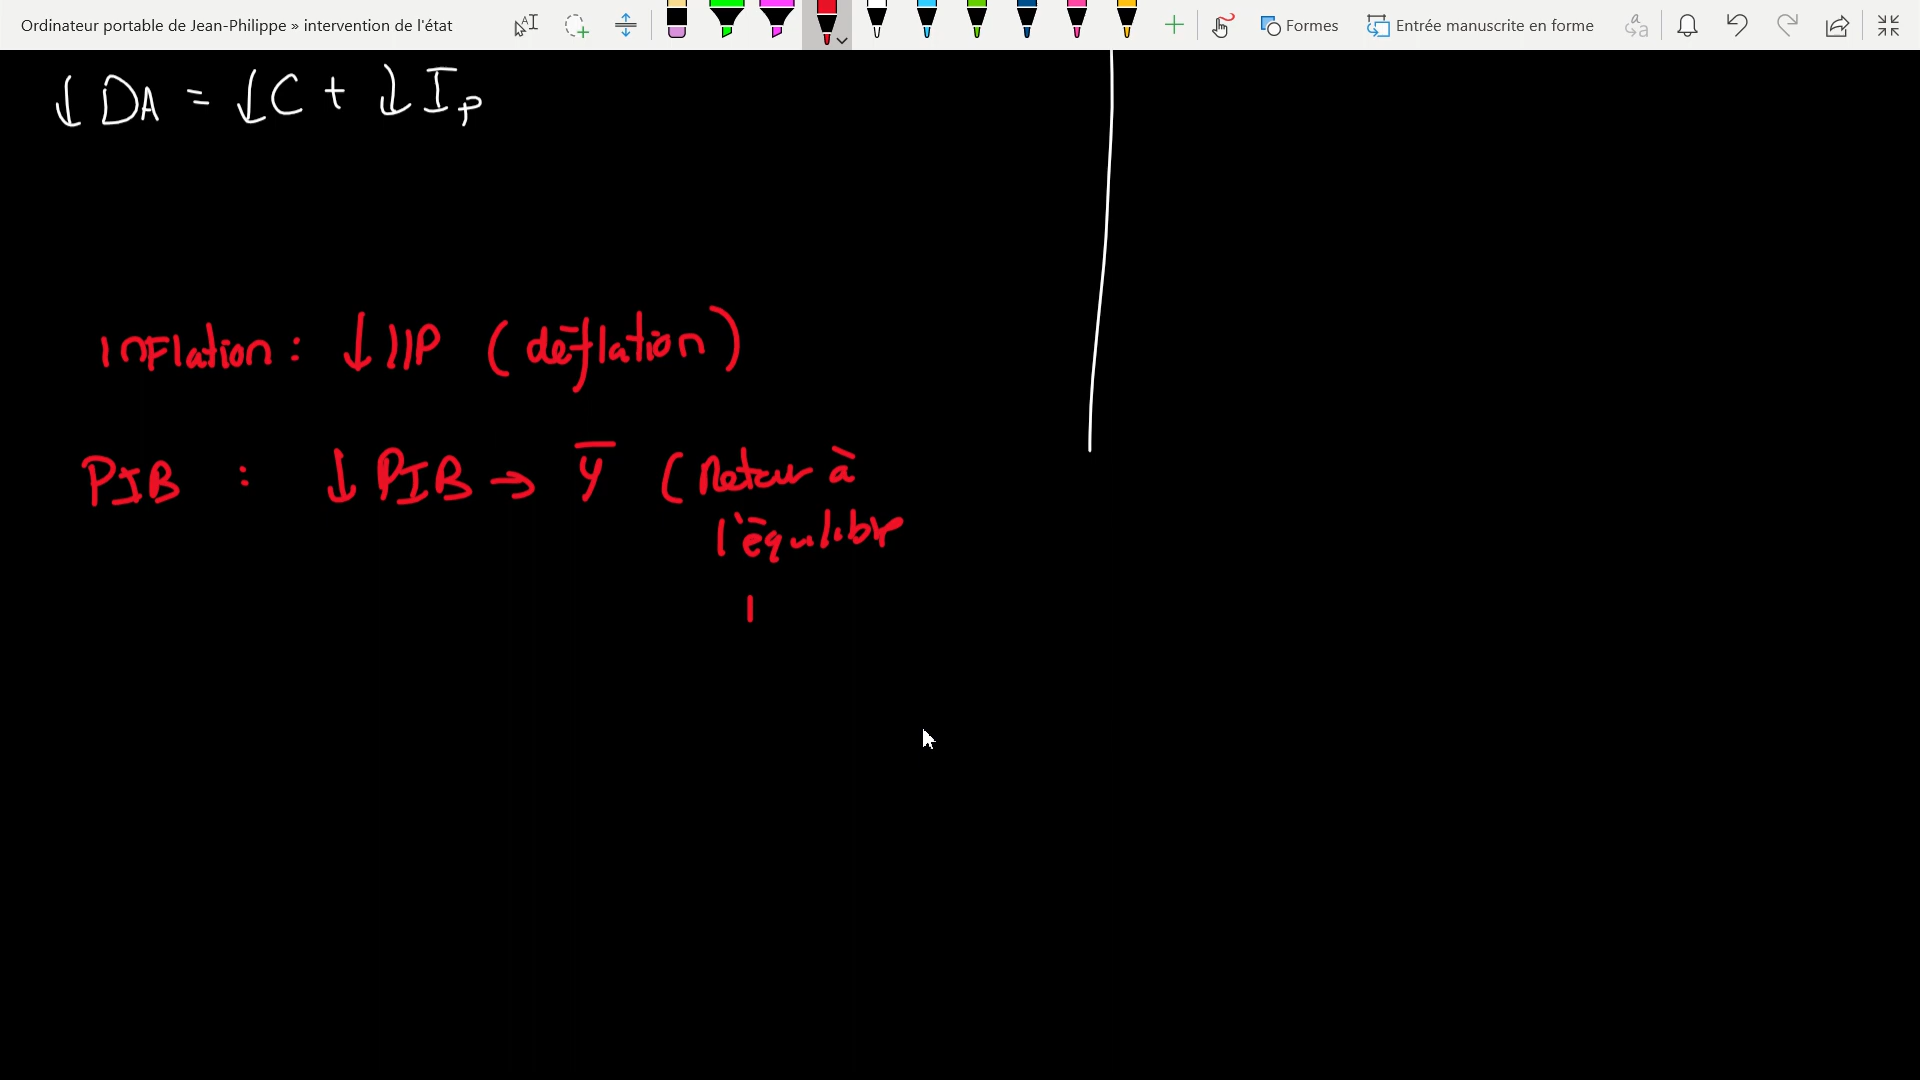 Ordinateur portable de Jean-Philippe » intervention de l'état
Formes
Entrée manuscrite en forme
↓ DA = ↓C + ↓ Ip
Inflation : ↓ IIP (déflation)
PIB : ↓ PIB → ȳ (Retour à
l'équilibre
l